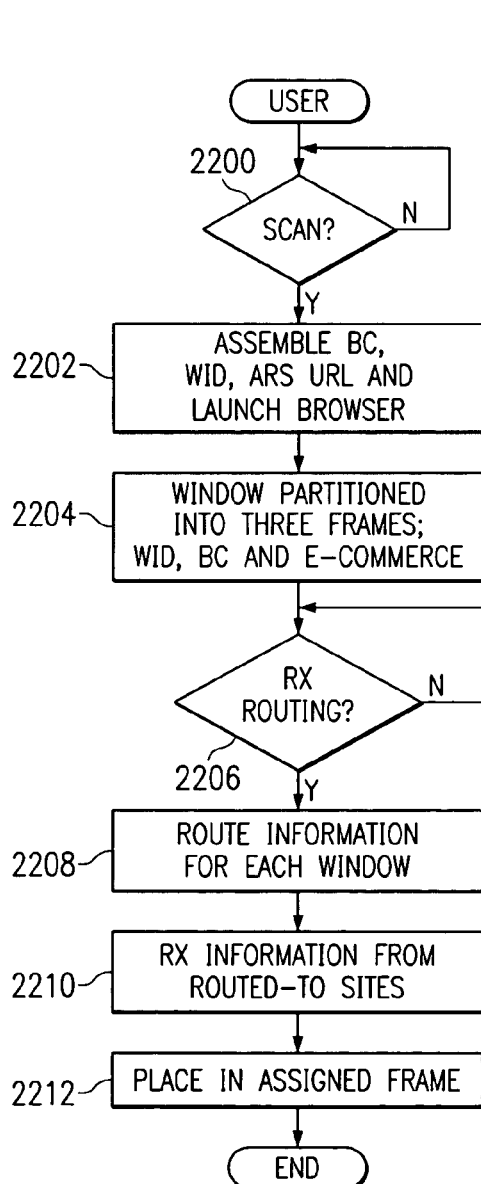 USER
2200
SCAN?
N
Y
2202
ASSEMBLE BC,
WID, ARS URL AND
LAUNCH BROWSER
2204
WINDOW PARTITIONED
INTO THREE FRAMES;
WID, BC AND E-COMMERCE
RX
ROUTING?
N
2206
Y
2208
ROUTE INFORMATION
FOR EACH WINDOW
2210
RX INFORMATION FROM
ROUTED-TO SITES
2212
PLACE IN ASSIGNED FRAME
END